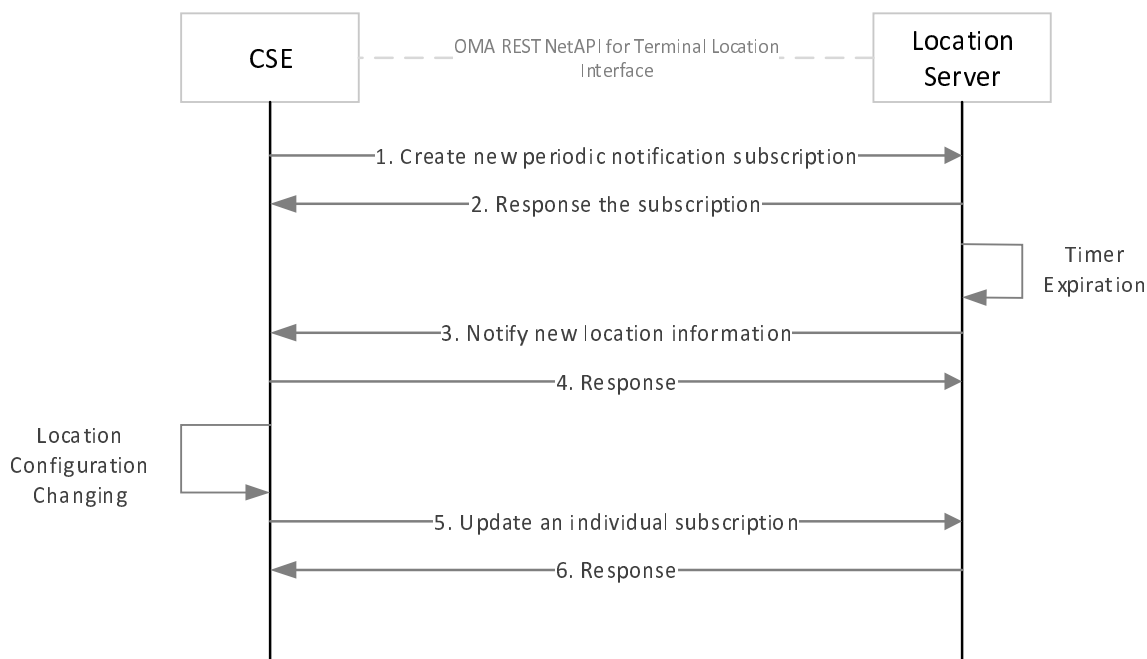 CSE
OMA REST NetAPI for Terminal Location
Interface
Location
Server
1. Create new periodic notification subscription
2. Response the subscription
Timer
Expiration
3. Notify new location information
4. Response
Location
Configuration
Changing
5. Update an individual subscription
6. Response